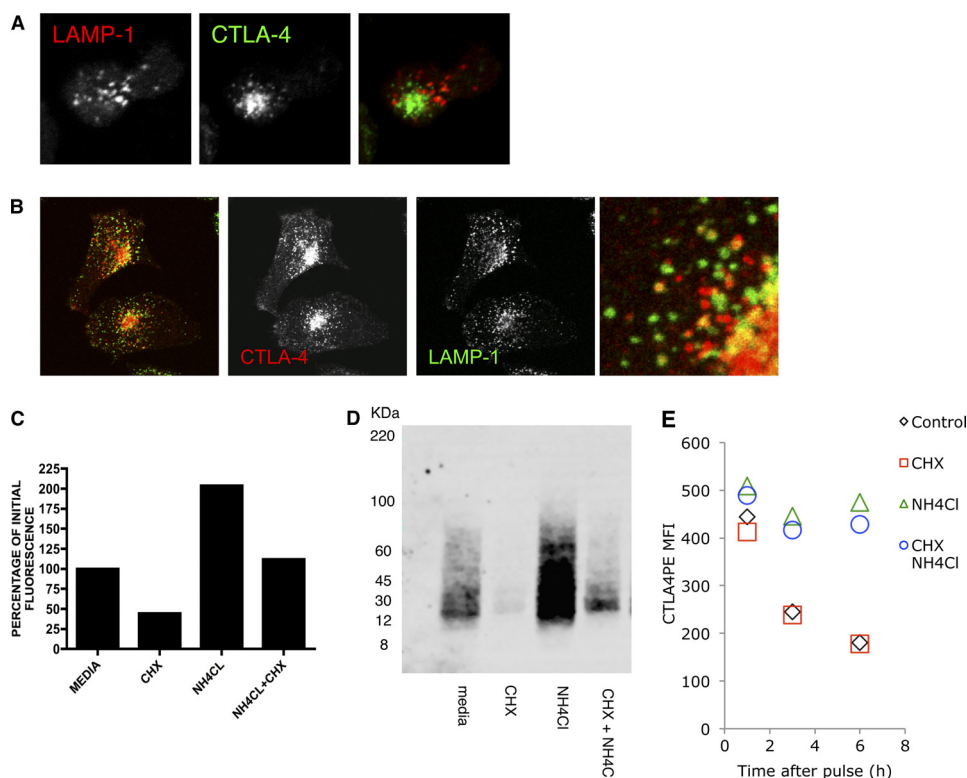 A
LAMP-1
CTLA-4
B
CTLA-4
LAMP-1
C
PERCENTAGE OF INITIAL
FLUORESCENCE
225
200
175
150
125
100
75
50
25
0
MEDIA
CHX
NH4CL
NH4CL+CHX
D
KDa
220
100
60
45
30
12
8
media
CHX
NH4Cl
CHX + NH4C
E
CTLA4PE MFI
600
500
400
300
200
100
0
0
2
4
6
8
Time after pulse (h)
Control
CHX
NH4Cl
CHX
NH4Cl